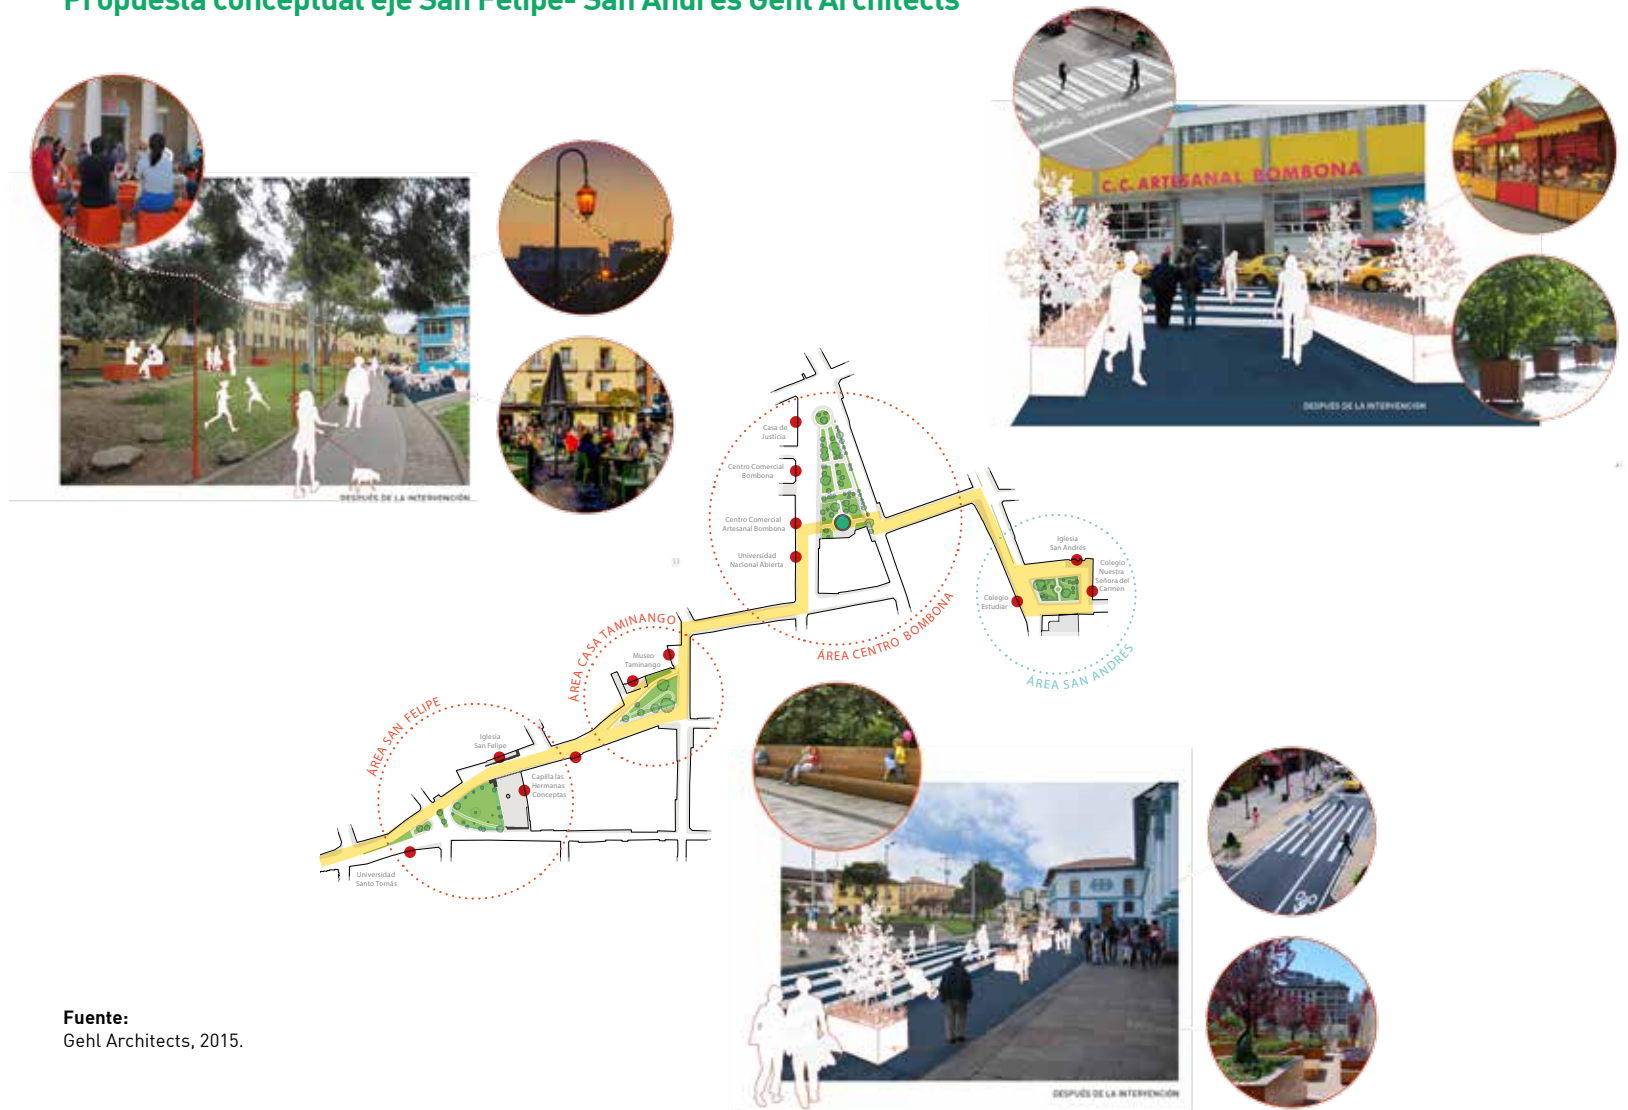 Propuesta conceptual eje San Felipe- San Andrés Gehl Architects
C.C. ARTESANAL BOMBONA
DESPUÉS DE LA INTERVENCIÓN
DESPUÉS DE LA INTERVENCIÓN
Casa de
Justicia
Centro Comercial
Bombona
Centro Comercial
Artesanal Bombona
Universidad
Nacional Abierta
ÁREA CENTRO BOMBONA
Iglesia
San Andrés
Colegio
Nuestra
Señora del
Carmen
Colegio
Estudiar
ÁREA SAN ANDRÉS
ÁREA CASA TAMINANGO
Museo
Taminango
ÁREA SAN FELIPE
Iglesia
San Felipe
Capilla las
Hermanas
Conceptas
Universidad
Santo Tomás
DESPUÉS DE LA INTERVENCIÓN
Fuente:
Gehl Architects, 2015.